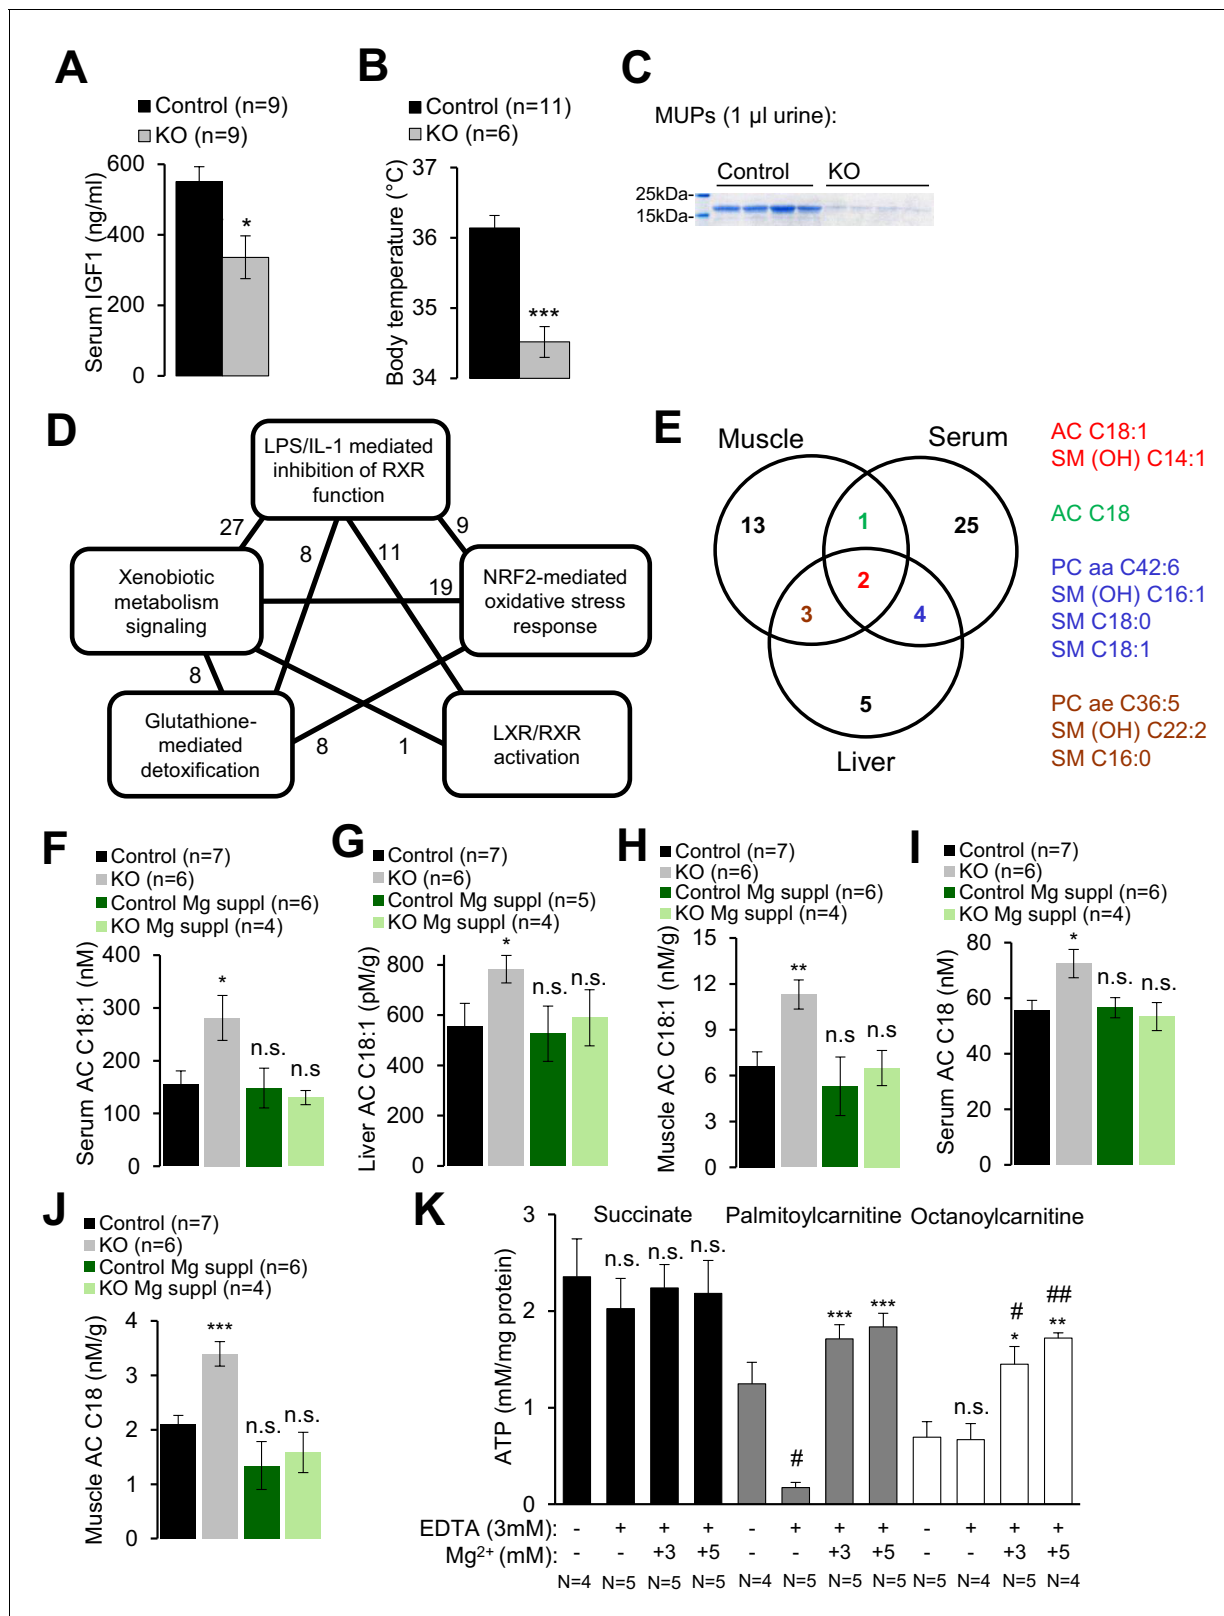 A
Control (n=9)
KO (n=9)
Serum IGF1 (ng/ml)
600
400
200
0
*
B
Control (n=11)
KO (n=6)
Body temperature (°C)
37
36
35
34
***
C
MUPs (1 µl urine):
Control KO
25kDa-
15kDa-
D
LPS/IL-1 mediated
inhibition of RXR
function
27
8
11
9
Xenobiotic
metabolism
signaling
19
NRF2-mediated
oxidative stress
response
8
Glutathione-
mediated
detoxification
8
1
LXR/RXR
activation
E
Muscle Serum
13
1
25
2
3
4
5
Liver
AC C18:1
SM (OH) C14:1
AC C18
PC aa C42:6
SM (OH) C16:1
SM C18:0
SM C18:1
PC ae C36:5
SM (OH) C22:2
SM C16:0
F
Control (n=7)
KO (n=6)
Control Mg suppl (n=6)
KO Mg suppl (n=4)
Serum AC C18:1 (nM)
400
300
200
100
0
*
n.s.
n.s
G
Control (n=7)
KO (n=6)
Control Mg suppl (n=5)
KO Mg suppl (n=4)
Liver AC C18:1 (pM/g)
800
600
400
200
0
*
n.s.
n.s.
H
Control (n=7)
KO (n=6)
Control Mg suppl (n=6)
KO Mg suppl (n=4)
Muscle AC C18:1 (nM/g)
15
12
9
6
3
0
**
n.s
n.s.
I
Control (n=7)
KO (n=6)
Control Mg suppl (n=6)
KO Mg suppl (n=4)
Serum AC C18 (nM)
80
60
40
20
0
*
n.s.
n.s.
J
Control (n=7)
KO (n=6)
Control Mg suppl (n=6)
KO Mg suppl (n=4)
Muscle AC C18 (nM/g)
4
3
2
1
0
***
n.s.
n.s.
K
Succinate Palmitoylcarnitine Octanoylcarnitine
ATP (mM/mg protein)
3
2
1
0
n.s. n.s. n.s.
# *** ***
n.s. # * ## **
EDTA (3mM): - + + + - + + + - + + +
Mg²⁺ (mM): - - +3 +5 - - +3 +5 - - +3 +5
N=4 N=5 N=5 N=5 N=4 N=5 N=5 N=5 N=5 N=4 N=5 N=4